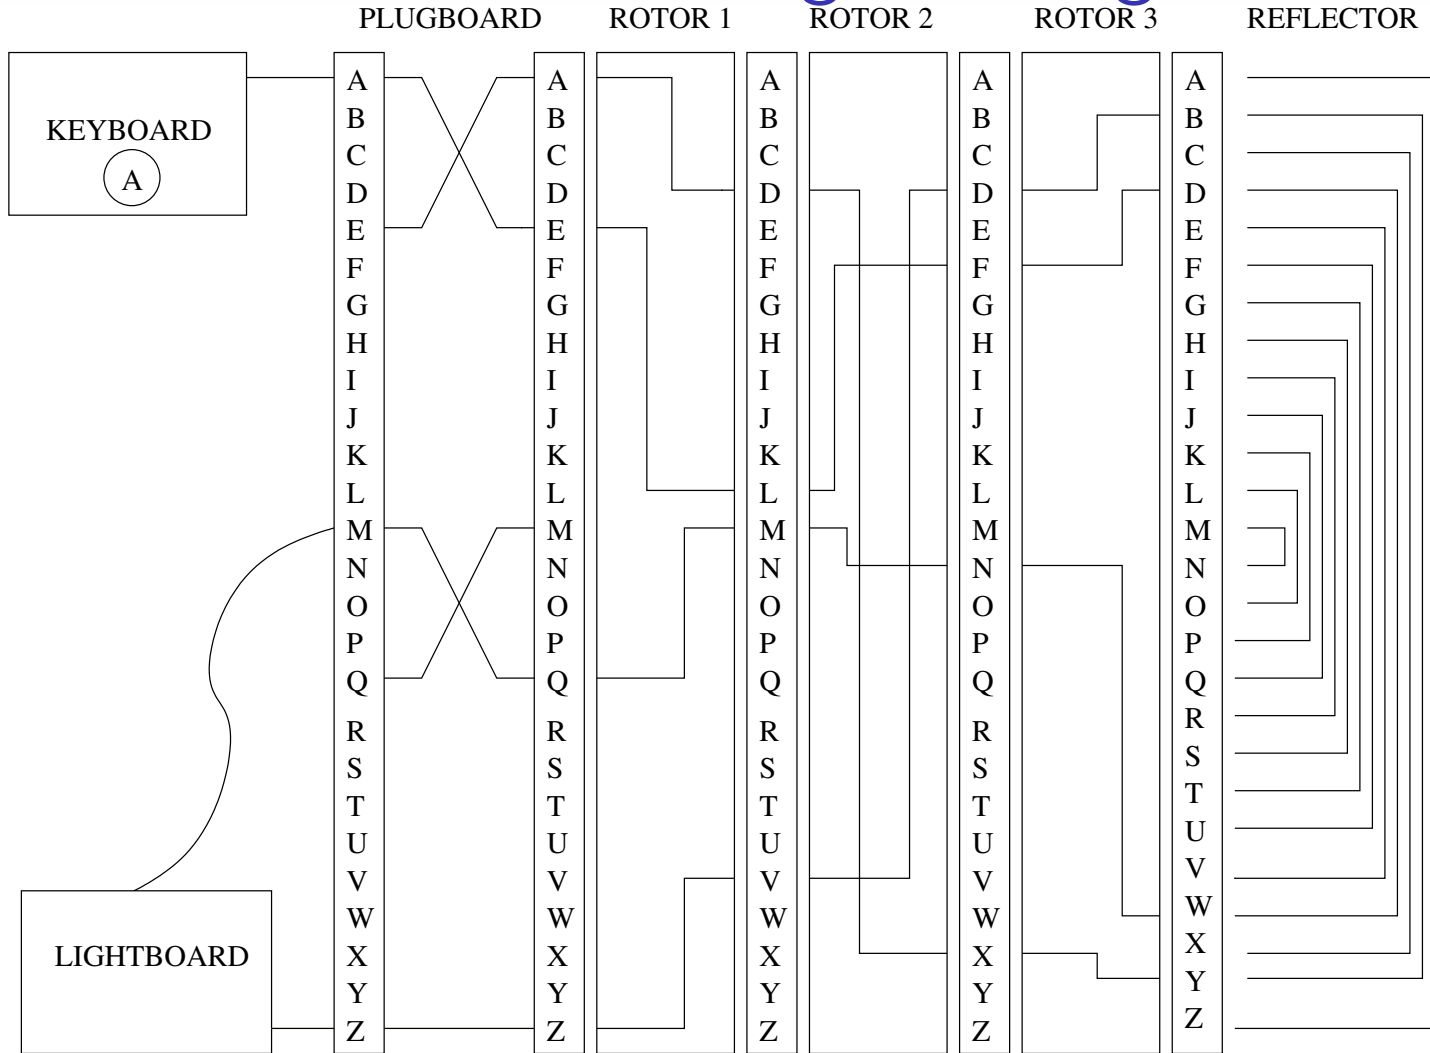 PLUGBOARD ROTOR 1 ROTOR 2 ROTOR 3 REFLECTOR
A A A A A
KEYBOARD B B B B B
C C C C C
A D D D D D
E E E E E
F F F F F
G G G G G
H H H H H
I I I I I
J J J J J
K K K K K
L L L L L
M M M M M
N N N N N
O O O O O
P P P P P
Q Q Q Q Q
R R R R R
S S S S S
T T T T T
U U U U U
V V V V V
W W W W W
LIGHTBOARD X X X X X
Y Y Y Y Y
Z Z Z Z Z